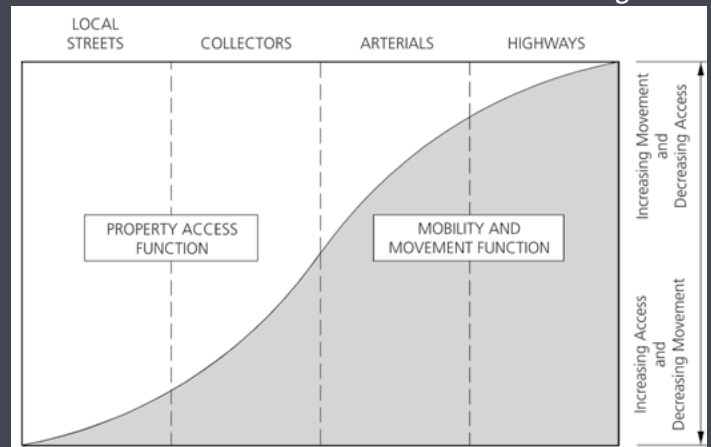 LOCAL
STREETS
COLLECTORS
ARTERIALS
HIGHWAYS
PROPERTY ACCESS
FUNCTION
MOBILITY AND
MOVEMENT FUNCTION
Increasing Movement
and
Decreasing Access
Increasing Access
and
Decreasing Movement